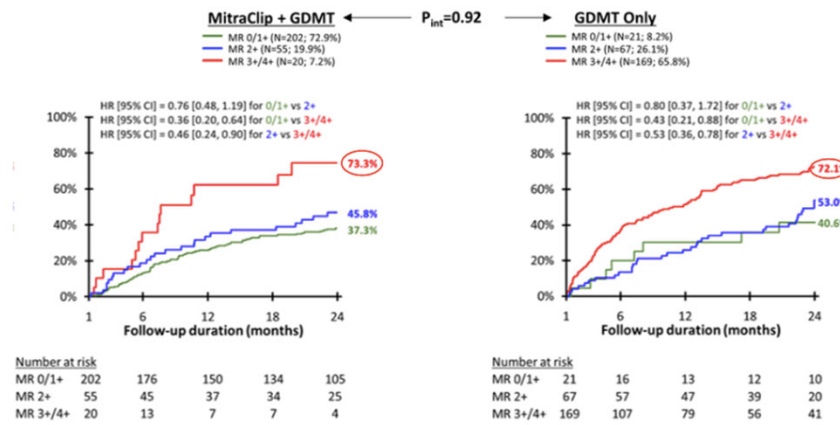 MitraClip + GDMT
P int=0.92
GDMT Only
MR 0/1+ (N=202; 72.9%)
MR 2+ (N=55; 19.9%)
MR 3+/4+ (N=20; 7.2%)
MR 0/1+ (N=21; 8.2%)
MR 2+ (N=67; 26.1%)
MR 3+/4+ (N=169; 65.8%)
HR [95% CI] = 0.76 [0.48, 1.19] for 0/1+ vs 2+
HR [95% CI] = 0.36 [0.20, 0.64] for 0/1+ vs 3+/4+
HR [95% CI] = 0.46 [0.24, 0.90] for 2+ vs 3+/4+
100%
80%
60%
40%
20%
0%
73.3%
45.8%
37.3%
1 6 12 18 24
Follow-up duration (months)
HR [95% CI] = 0.80 [0.37, 1.72] for 0/1+ vs 2+
HR [95% CI] = 0.43 [0.21, 0.88] for 0/1+ vs 3+/4+
HR [95% CI] = 0.53 [0.36, 0.78] for 2+ vs 3+/4+
100%
80%
60%
40%
20%
0%
72.1%
53.0%
40.6%
1 6 12 18 24
Follow-up duration (months)
Number at risk
MR 0/1+ 202 176 150 134 105
MR 2+ 55 45 37 34 25
MR 3+/4+ 20 13 7 7 4
Number at risk
MR 0/1+ 21 16 13 12 10
MR 2+ 67 57 47 39 20
MR 3+/4+ 169 107 79 56 41